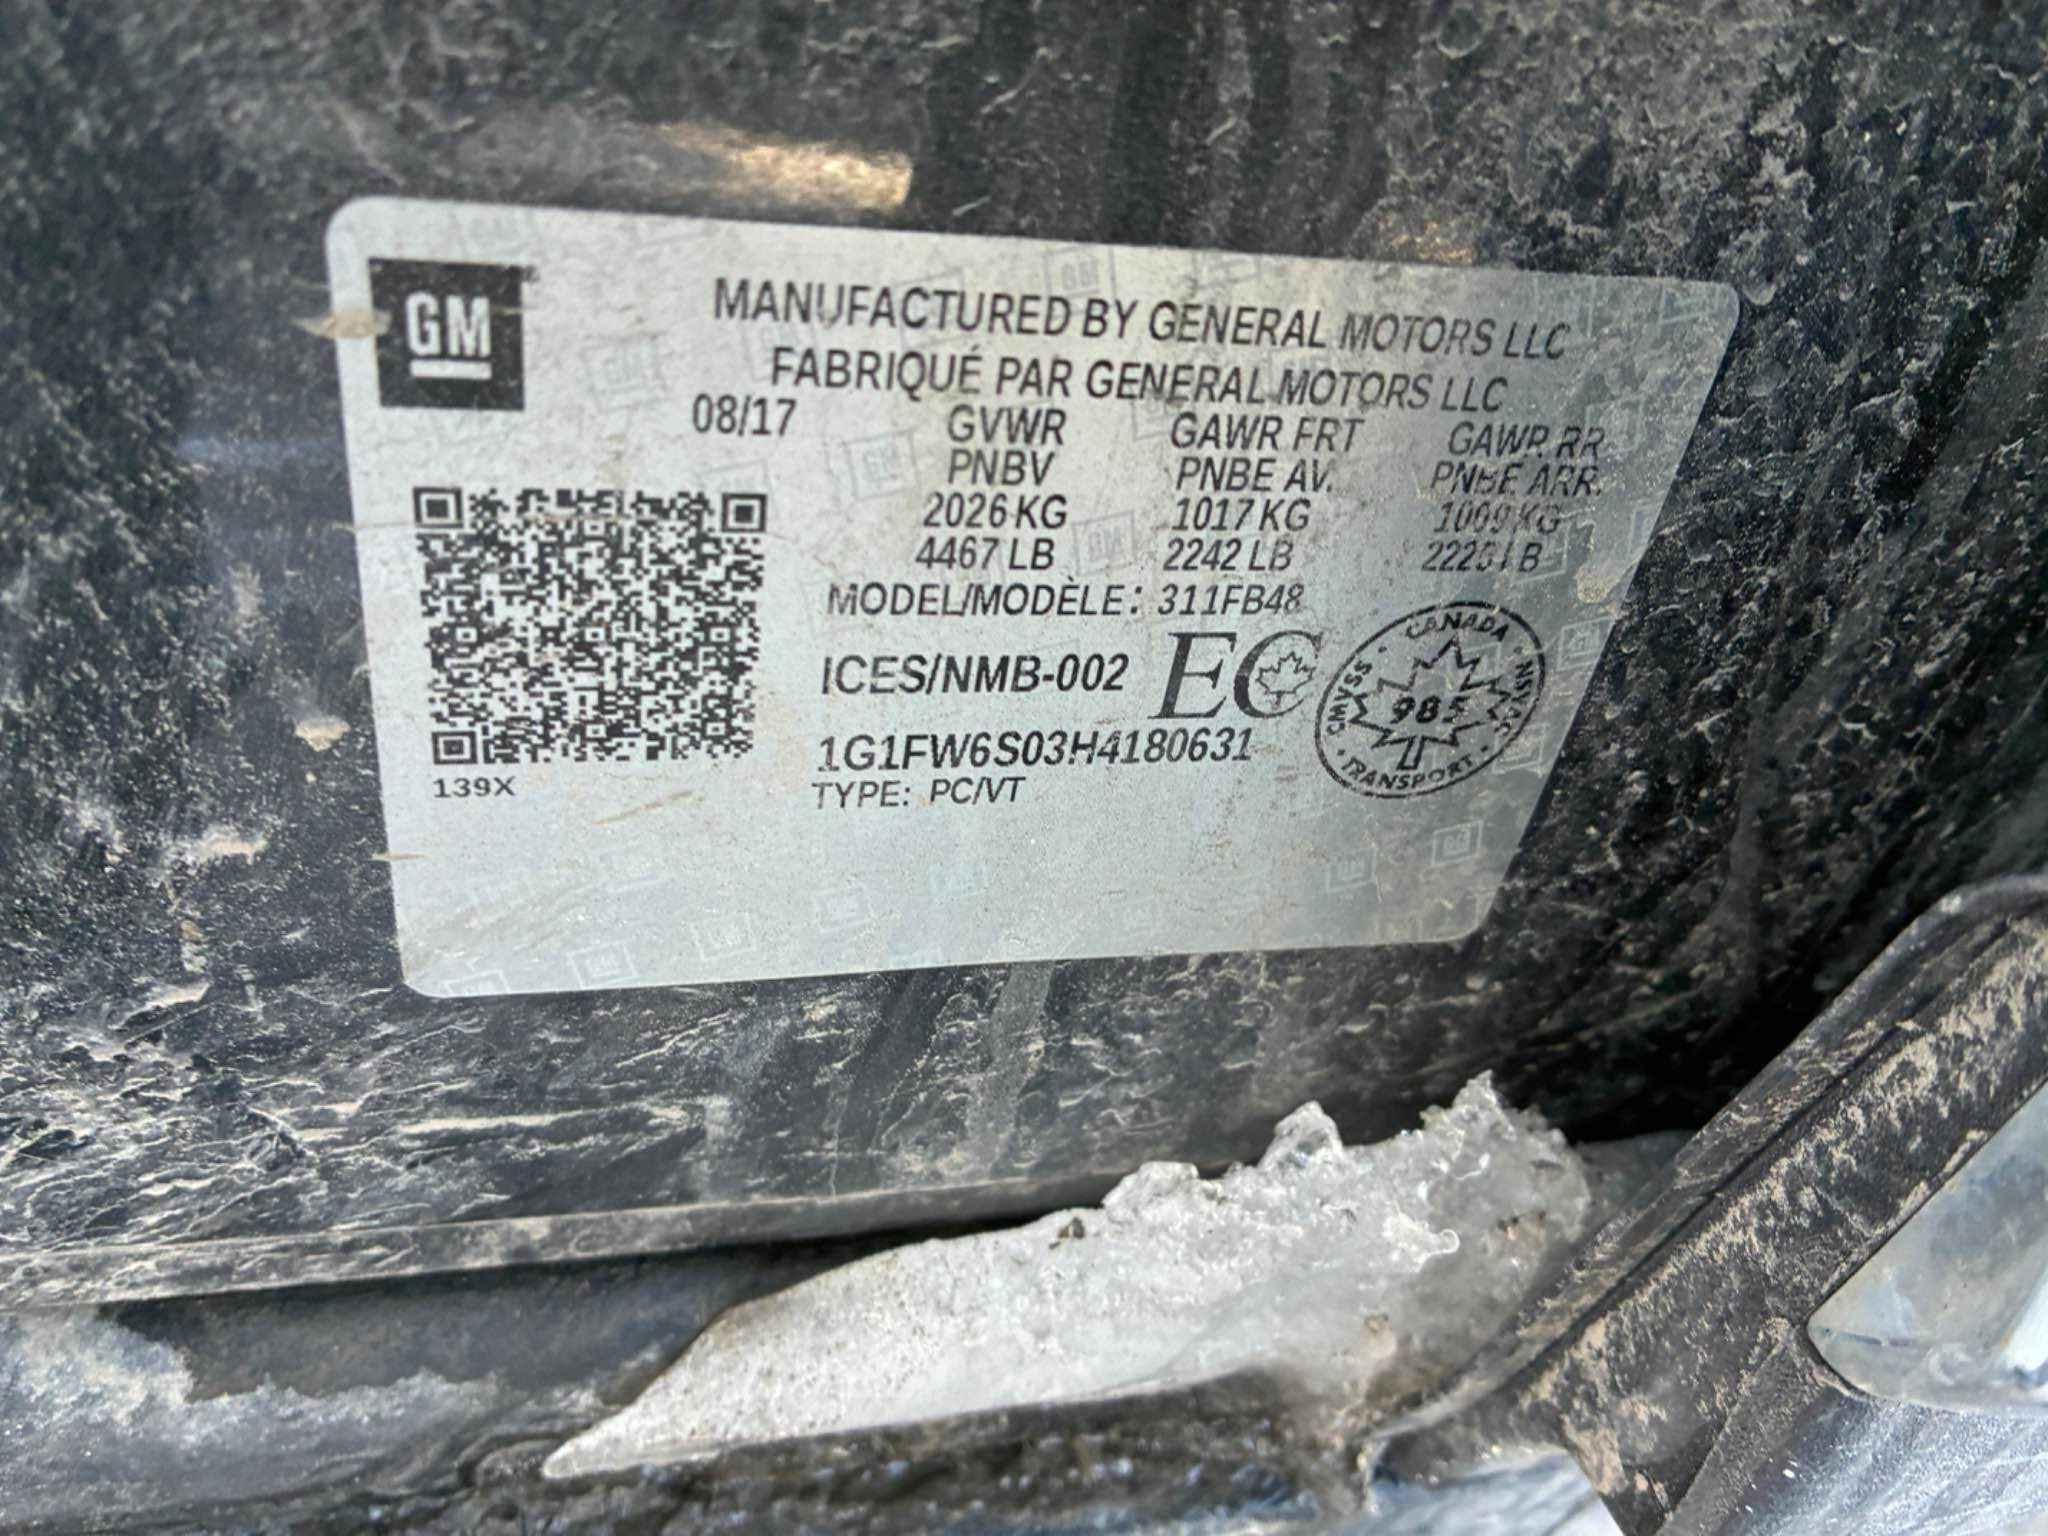 GM
MANUFACTURED BY GENERAL MOTORS LLC
FABRIQUÉ PAR GENERAL MOTORS LLC
08/17
GVWR GAWR FRT GAWR RR
PNBV PNBE AV. PNBE ARR.
2026 KG 1017 KG
4467 LB 2242 LB
MODEL/MODÈLE: 311FB48
ICES/NMB-002 EC
1G1FW6S03H4180631
TYPE: PC/VT
139X
CANADA
CMVSS
985
TRANSPORT